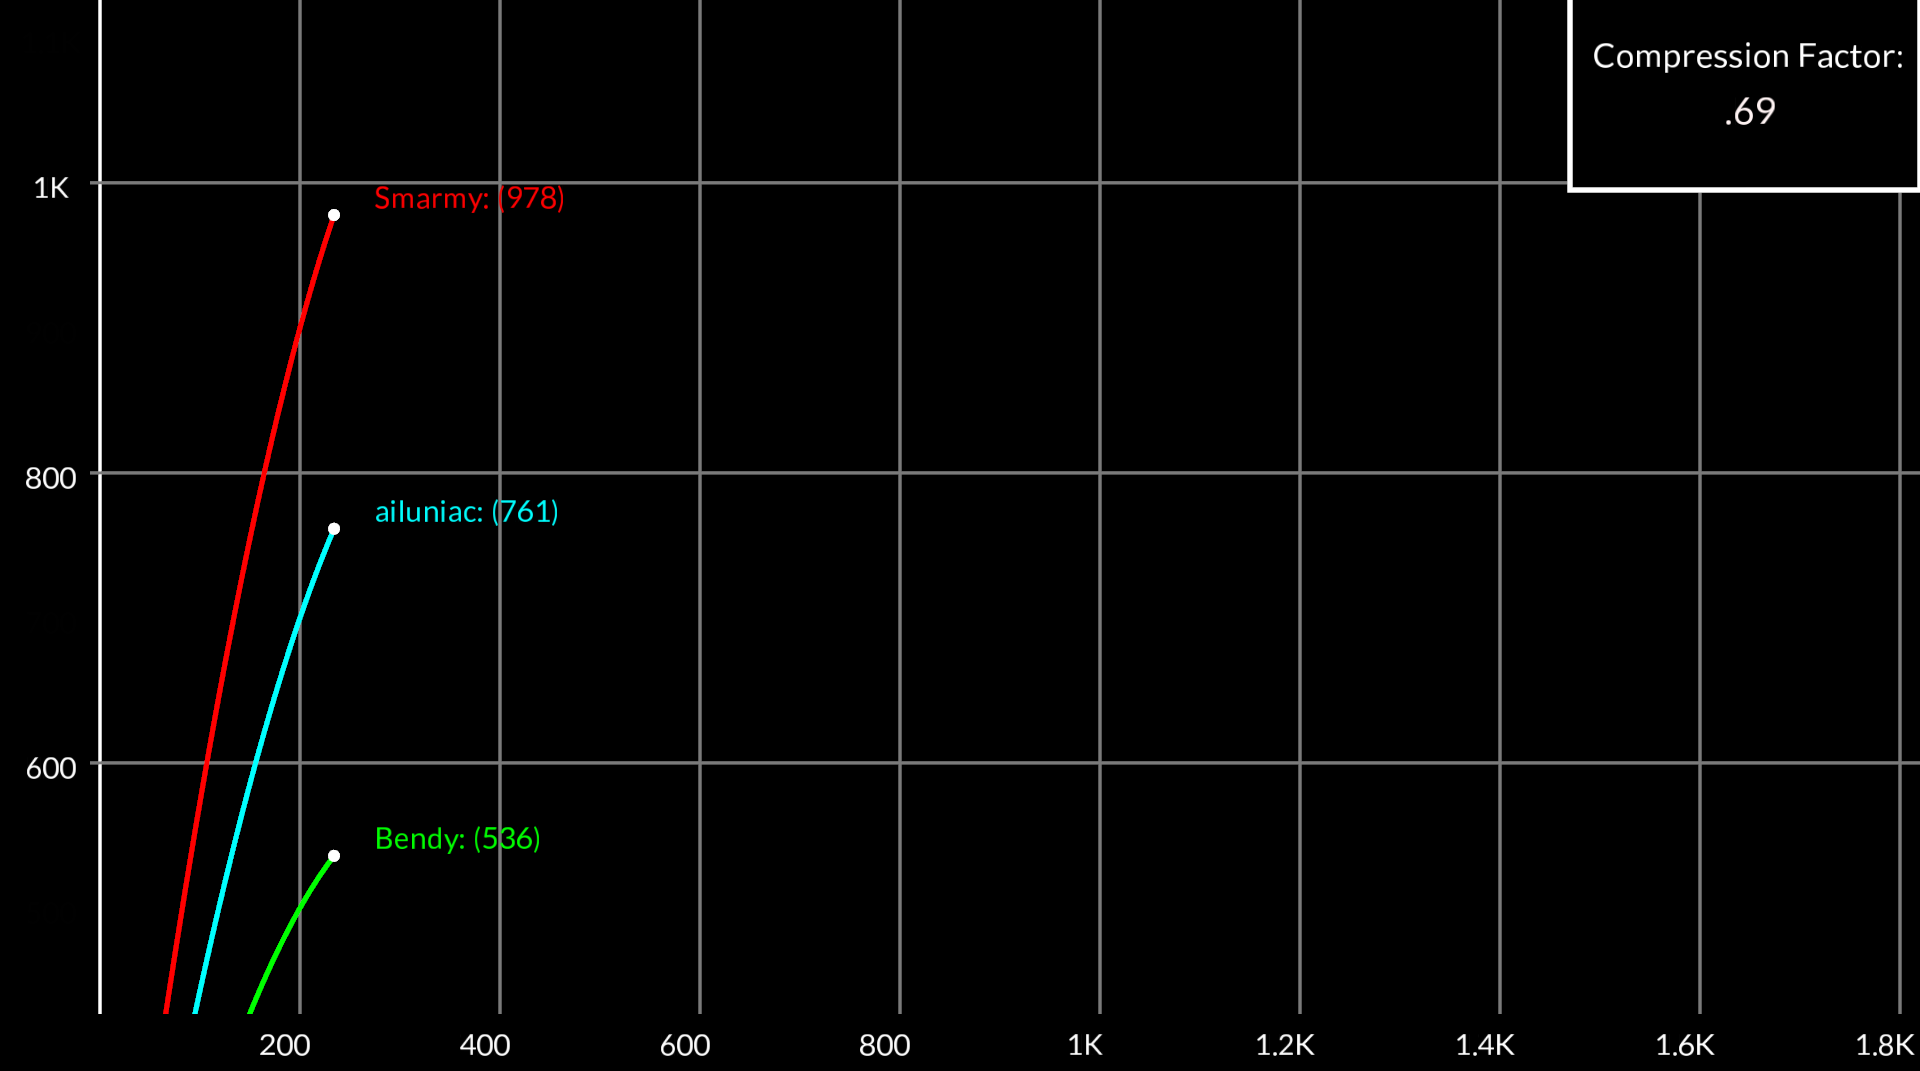 Compression Factor:
.69
1K
Smarmy: (978)
800
ailuniac: (761)
600
Bendy: (536)
200 400 600 800 1K 1.2K 1.4K 1.6K 1.8K